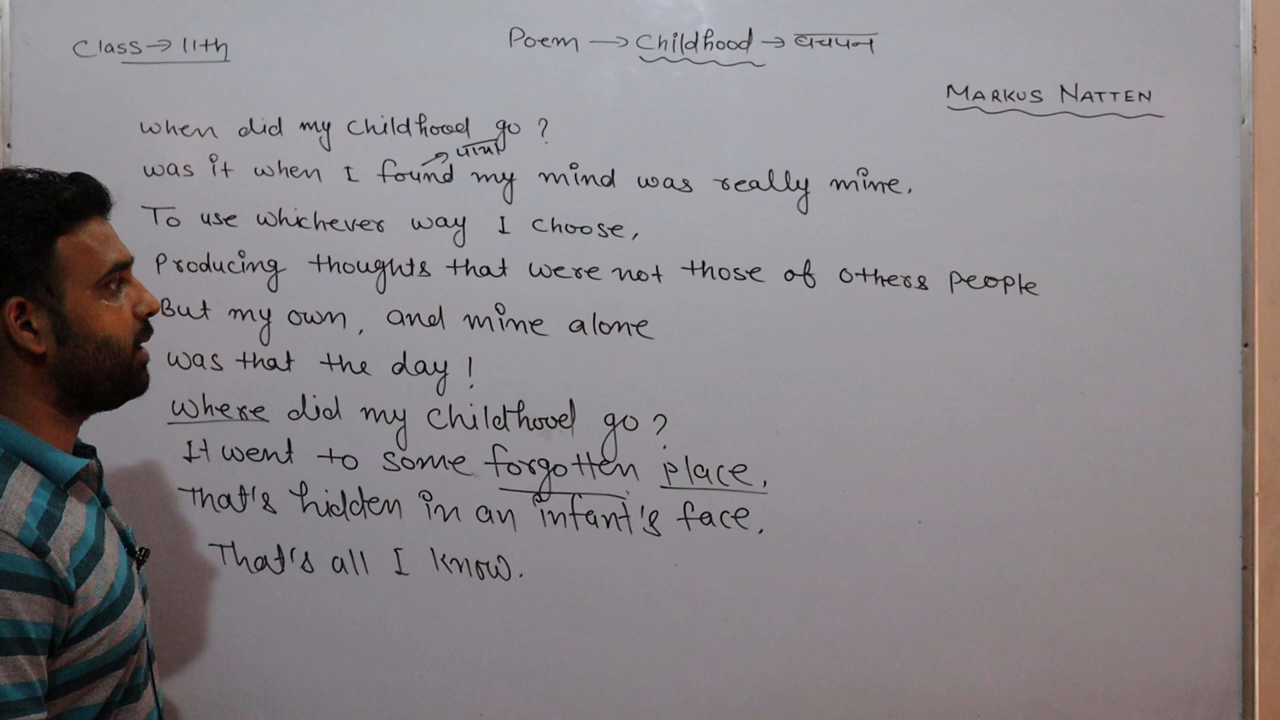 Class → 11th
Poem → Childhood → बचपन
MARKUS NATTEN
When did my childhood go ?
→ पाया
was it when I found my mind was really mine.
To use whichever way I choose,
Producing thoughts that were not those of others people
But my own, and mine alone
was that the day !
Where did my childhood go ?
It went to some forgotten place.
That's hidden in an infant's face.
That's all I know.